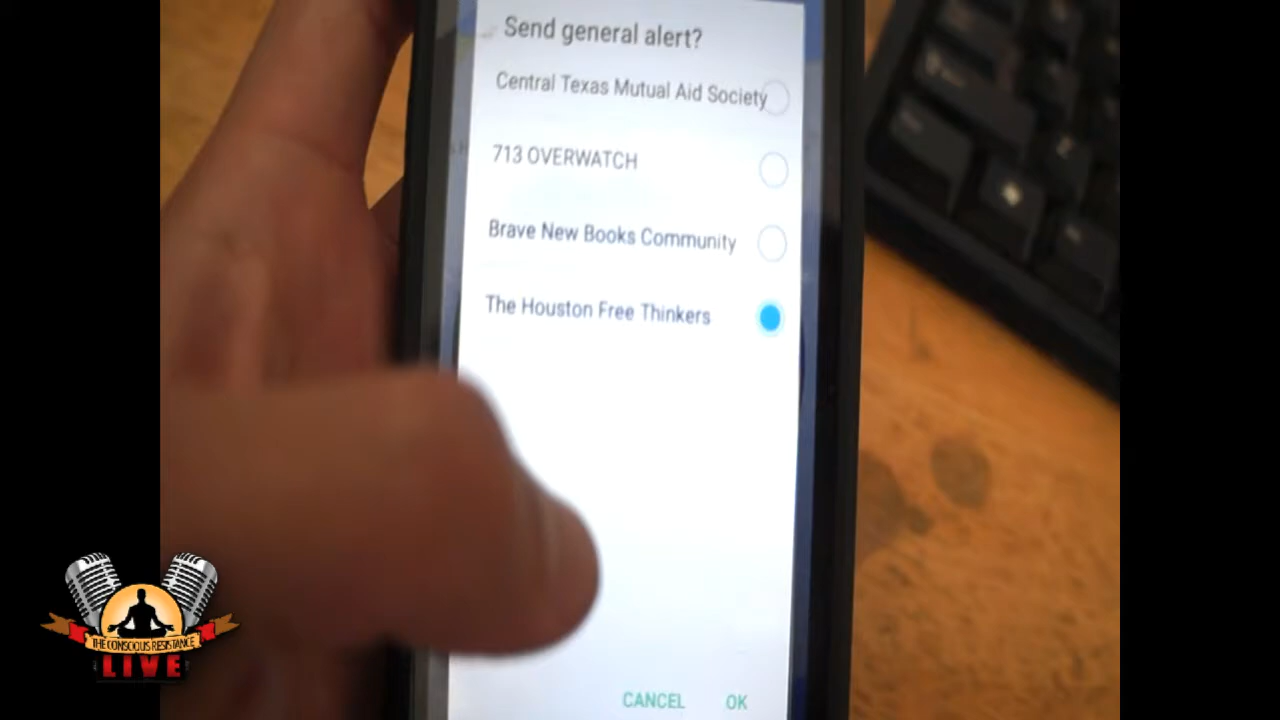 Send general alert?
Central Texas Mutual Aid Society
713 OVERWATCH
Brave New Books Community
The Houston Free Thinkers
CANCEL OK
THE CONSCIOUS RESISTANCE
LIVE